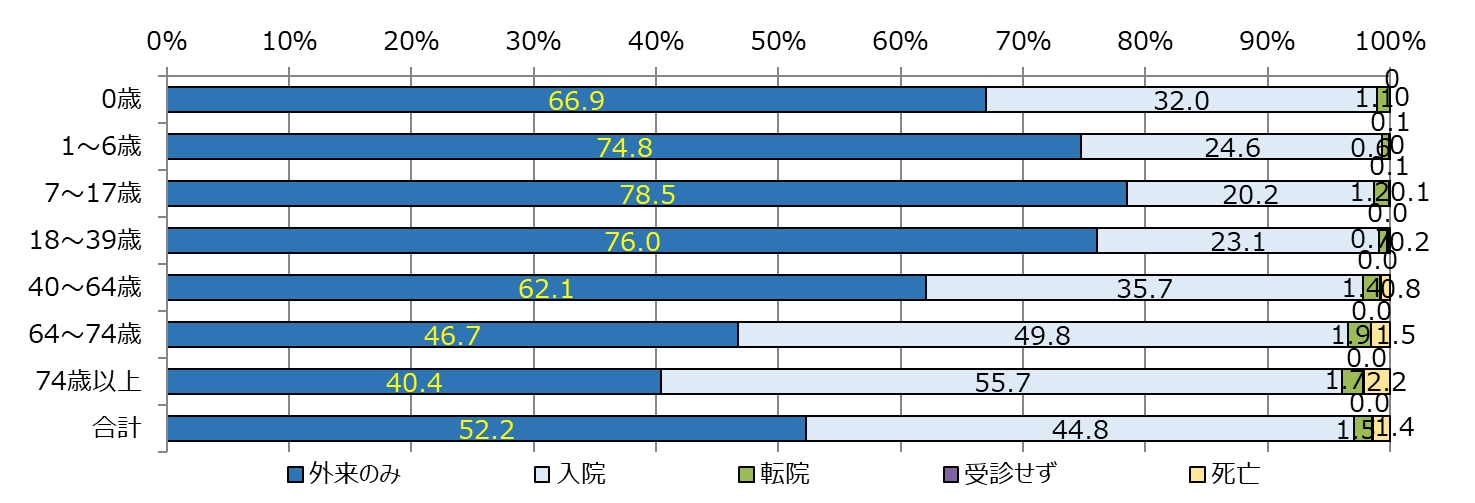 0% 10% 20% 30% 40% 50% 60% 70% 80% 90% 100%
0
0歳 66.9 32.0 1.1 0
0.1
1～6歳 74.8 24.6 0.6 0
0.1
7～17歳 78.5 20.2 1.2 0.1
0.0
18～39歳 76.0 23.1 0.7 0.2
0.0
40～64歳 62.1 35.7 1.4 0.8
0.0
64～74歳 46.7 49.8 1.9 1.5
0.0
74歳以上 40.4 55.7 1.7 2.2
0.0
合計 52.2 44.8 1.5 1.4
外来のみ 入院 転院 受診せず 死亡